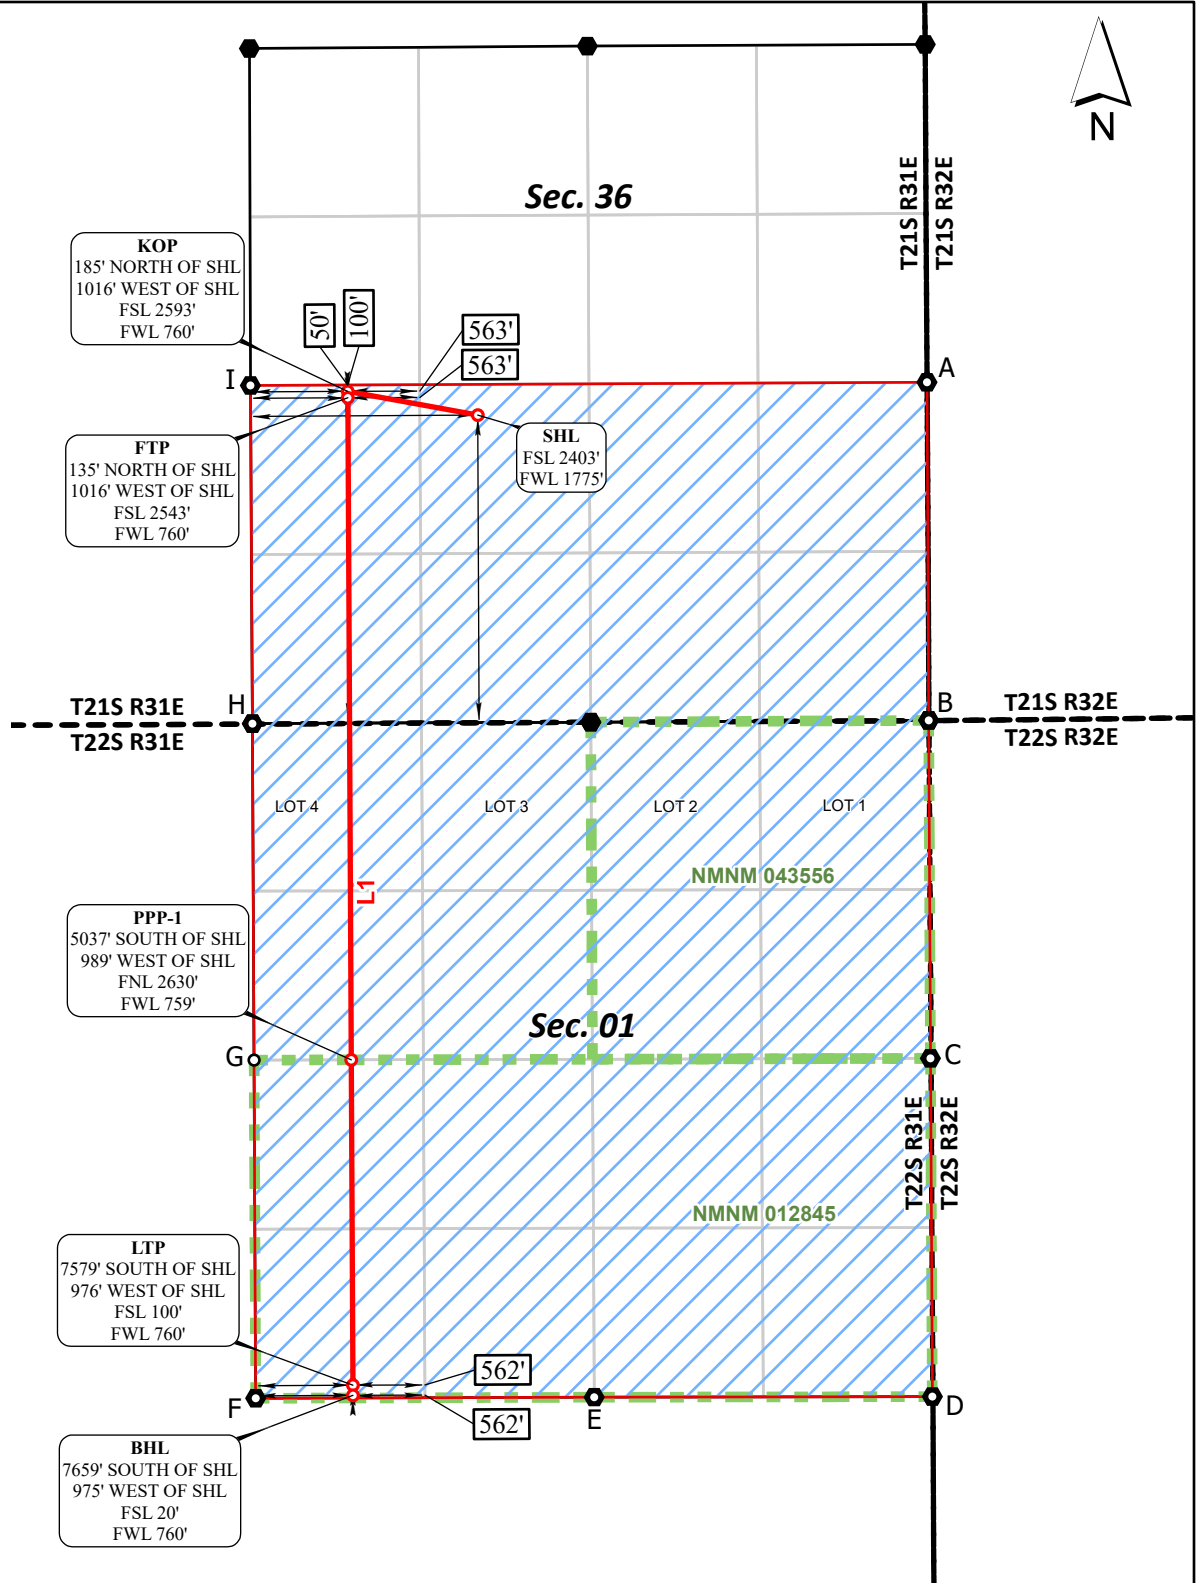 N
Sec. 36
T21S R31E
T21S R32E
KOP
185' NORTH OF SHL
1016' WEST OF SHL
FSL 2593'
FWL 760'
50'
100'
563'
563'
I
A
FTP
135' NORTH OF SHL
1016' WEST OF SHL
FSL 2543'
FWL 760'
SHL
FSL 2403'
FWL 1775'
T21S R31E
T22S R31E
H
B
T21S R32E
T22S R32E
LOT 4
LOT 3
LOT 2
LOT 1
L1
NMNM 043556
PPP-1
5037' SOUTH OF SHL
989' WEST OF SHL
FNL 2630'
FWL 759'
Sec. 01
G
C
T22S R31E
T22S R32E
NMNM 012845
LTP
7579' SOUTH OF SHL
976' WEST OF SHL
FSL 100'
FWL 760'
562'
562'
F
E
D
BHL
7659' SOUTH OF SHL
975' WEST OF SHL
FSL 20'
FWL 760'